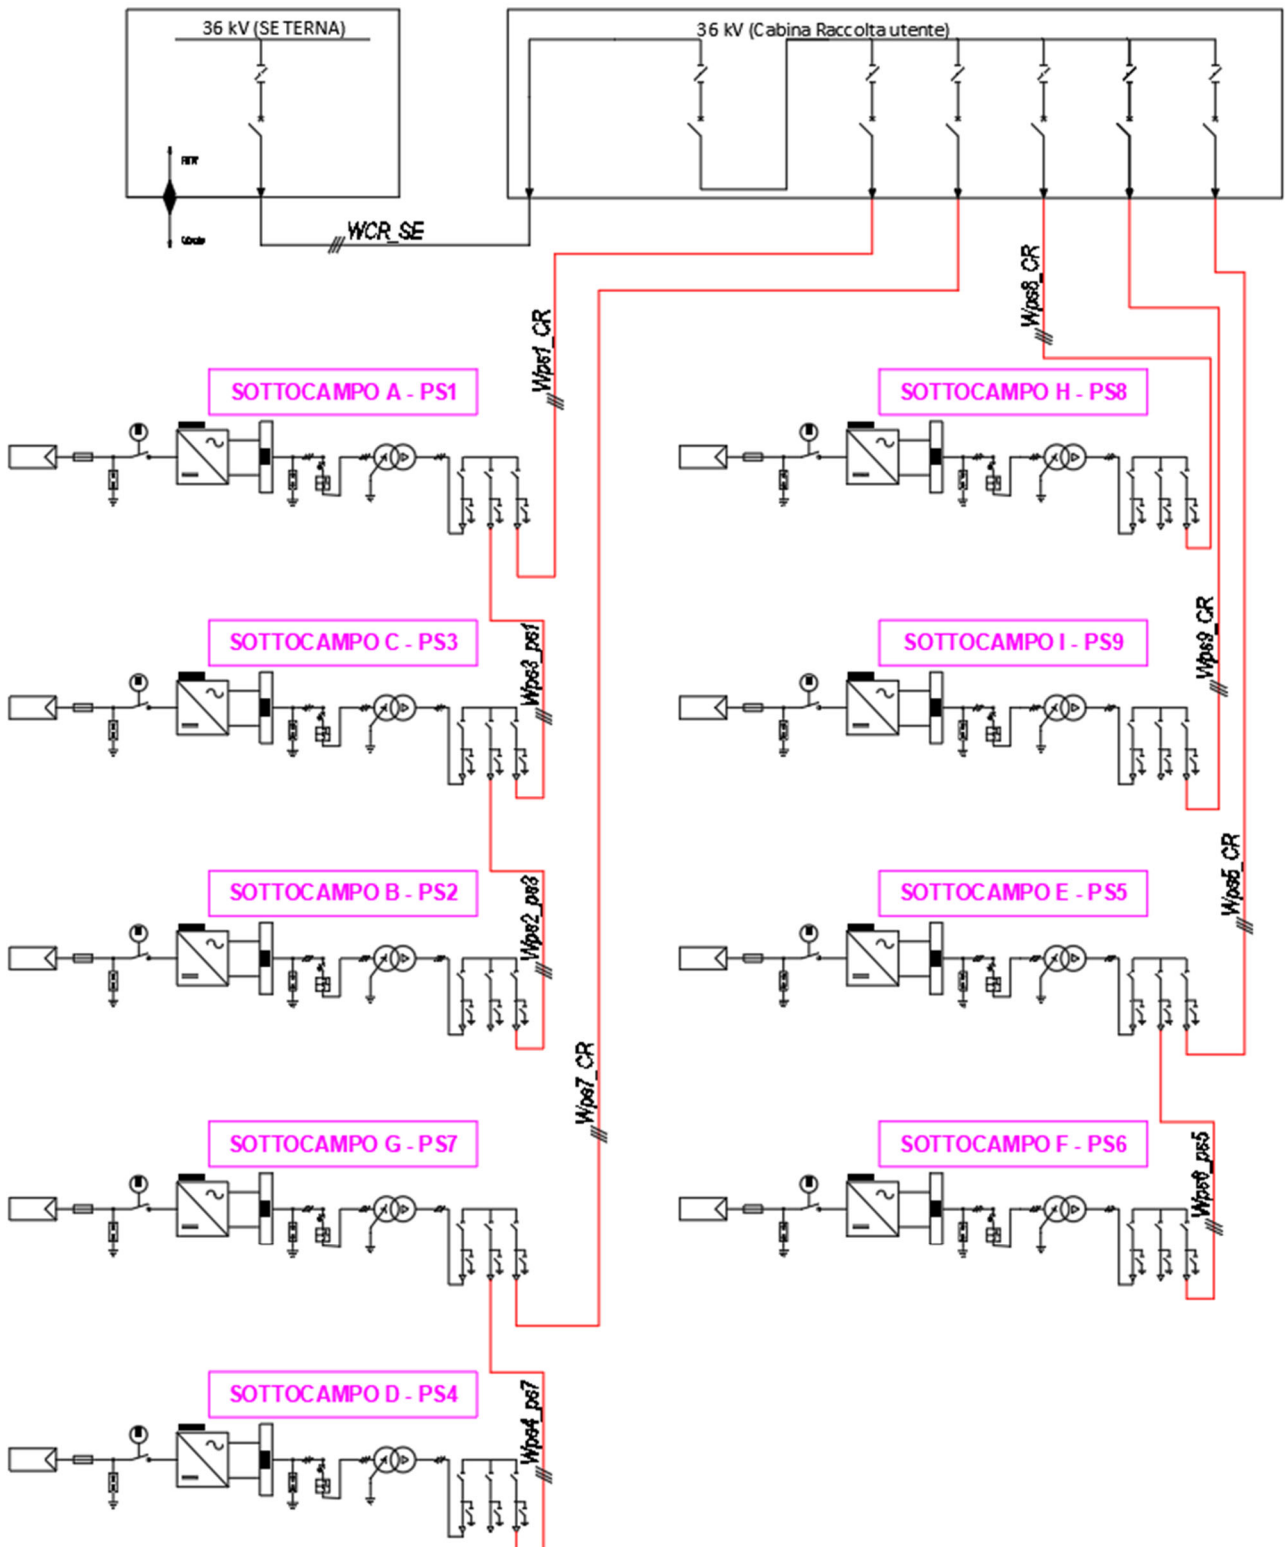 36 kV (SE TERNA)
36 kV (Cabina Raccolta utente)
WCR_SE
Wps1_CR
Wps8_CR
SOTTOCAMPO A - PS1
SOTTOCAMPO H - PS8
SOTTOCAMPO C - PS3
Wps3_ps1
SOTTOCAMPO I - PS9
Wps9_CR
SOTTOCAMPO B - PS2
Wps2_ps3
SOTTOCAMPO E - PS5
Wps5_CR
Wps7_CR
SOTTOCAMPO G - PS7
SOTTOCAMPO F - PS6
Wps6_ps5
SOTTOCAMPO D - PS4
Wps4_ps7